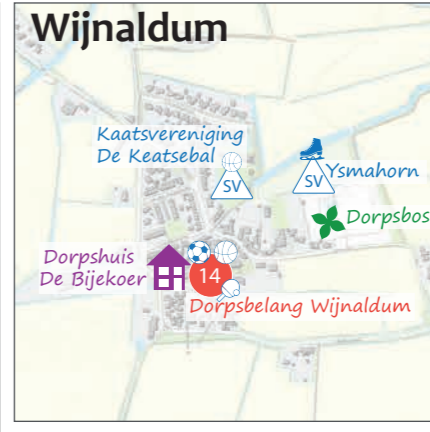 Wijnaldum
Kaatsvereniging
De Keatsebal
SV
SV
Ysmahorn
Dorpsbos
Dorpshuis
De Bijekoer
14
Dorpsbelang Wijnaldum